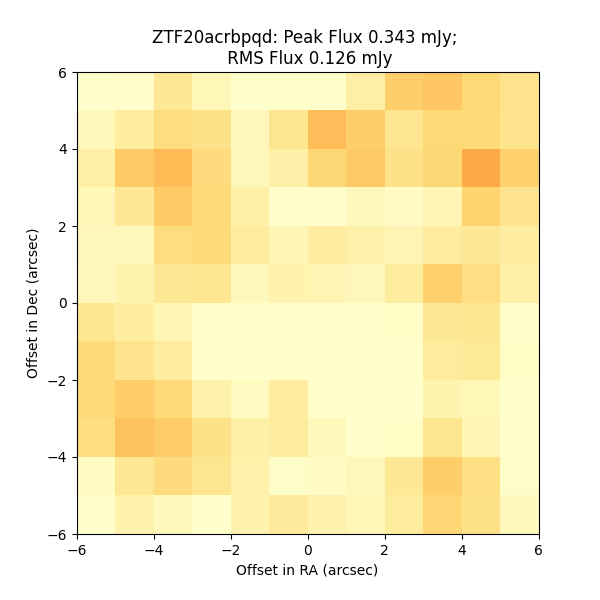 ZTF20acrbpqd: Peak Flux 0.343 mJy;
RMS Flux 0.126 mJy
6
4
2
0
−2
−4
−6
Offset in Dec (arcsec)
−6 −4 −2 0 2 4 6
Offset in RA (arcsec)